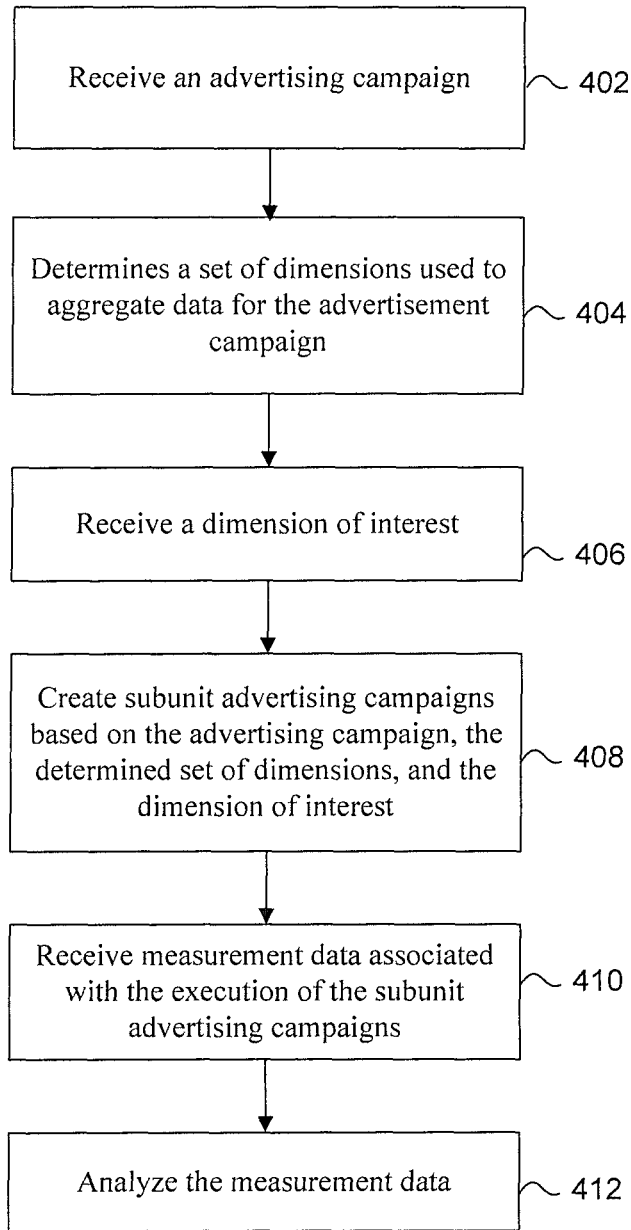 Receive an advertising campaign
402
Determines a set of dimensions used to
aggregate data for the advertisement
campaign
404
Receive a dimension of interest
406
Create subunit advertising campaigns
based on the advertising campaign, the
determined set of dimensions, and the
dimension of interest
408
Receive measurement data associated
with the execution of the subunit
advertising campaigns
410
Analyze the measurement data
412